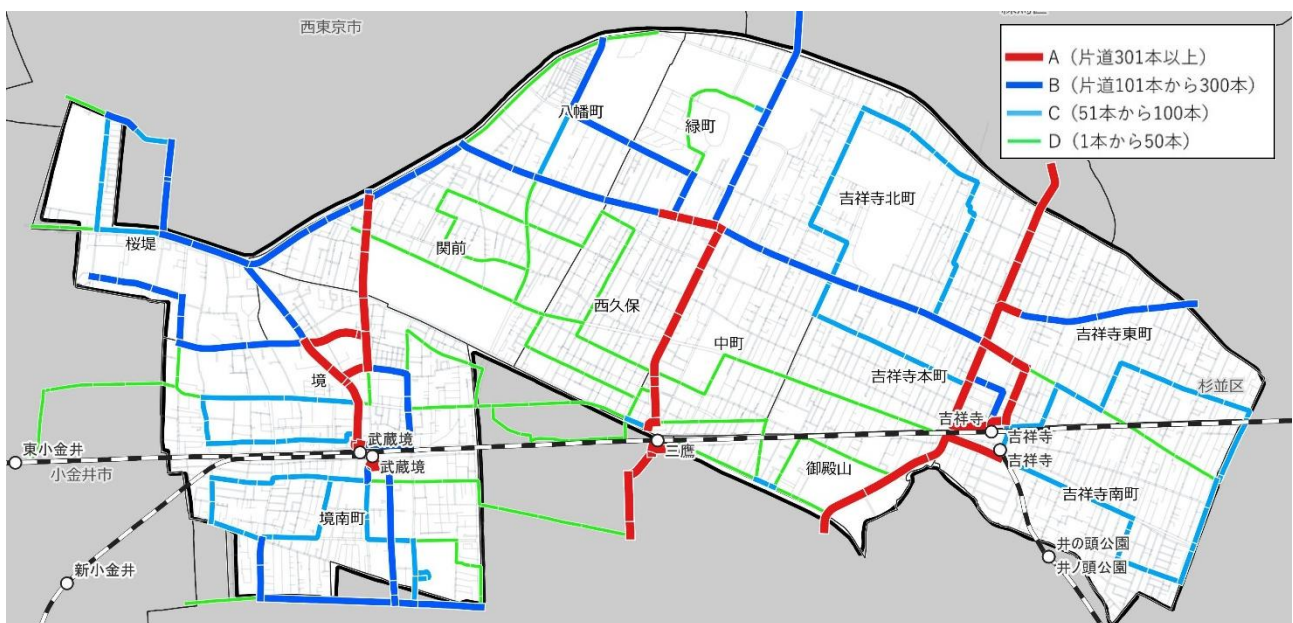 西東京市
練馬区
A（片道301本以上）
B（片道101本から300本）
C（51本から100本）
D（1本から50本）
八幡町
緑町
吉祥寺北町
桜堤
関前
西久保
中町
吉祥寺東町
吉祥寺本町
境
杉並区
武蔵境
吉祥寺
吉祥寺
東小金井
武蔵境
三鷹
吉祥寺
小金井市
御殿山
境南町
吉祥寺南町
井の頭公園
井ノ頭公園
新小金井